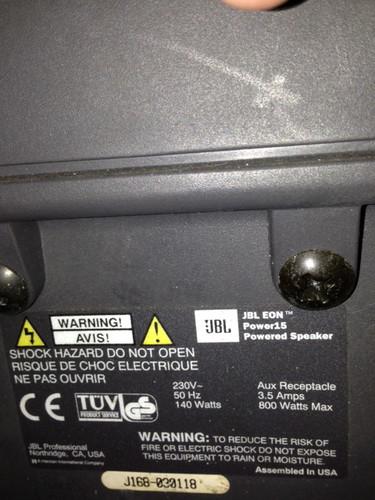 WARNING!
AVIS!
SHOCK HAZARD DO NOT OPEN
RISQUE DE CHOC ELECTRIQUE
NE PAS OUVRIR
JBL
JBL EON™
Power15
Powered Speaker
CE
TÜV
PRODUCT SERVICE
GS
230V~
50 Hz
140 Watts
Aux Receptacle
3.5 Amps
800 Watts Max
JBL Professional
Northridge, CA, USA
A Harman International Company
WARNING: TO REDUCE THE RISK OF
FIRE OR ELECTRIC SHOCK DO NOT EXPOSE
THIS EQUIPMENT TO RAIN OR MOISTURE.
Assembled In USA
J168-030118